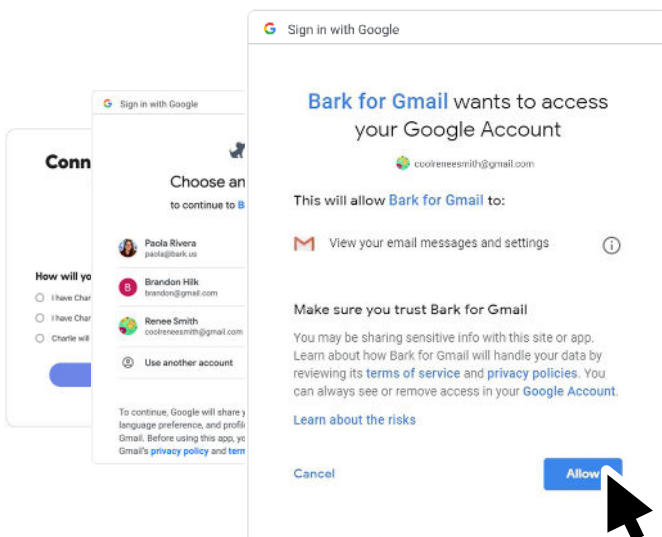 Sign in with Google
Bark for Gmail wants to access
your Google Account
coolreneesmith@gmail.com
This will allow Bark for Gmail to:
View your email messages and settings
Make sure you trust Bark for Gmail
You may be sharing sensitive info with this site or app.
Learn about how Bark for Gmail will handle your data by
reviewing its terms of service and privacy policies. You
can always see or remove access in your Google Account.
Learn about the risks
Cancel
Allow
Sign in with Google
Choose an
to continue to B
Paola Rivera
paola@bark.us
B
Brandon Hilk
brandon@gmail.com
Renee Smith
coolreneesmith@gmail.com
Use another account
To continue, Google will share y
language preference, and profil
Gmail. Before using this app, yo
Gmail's privacy policy and term
Conn
How will yo
I have Char
I have Char
Charlie will